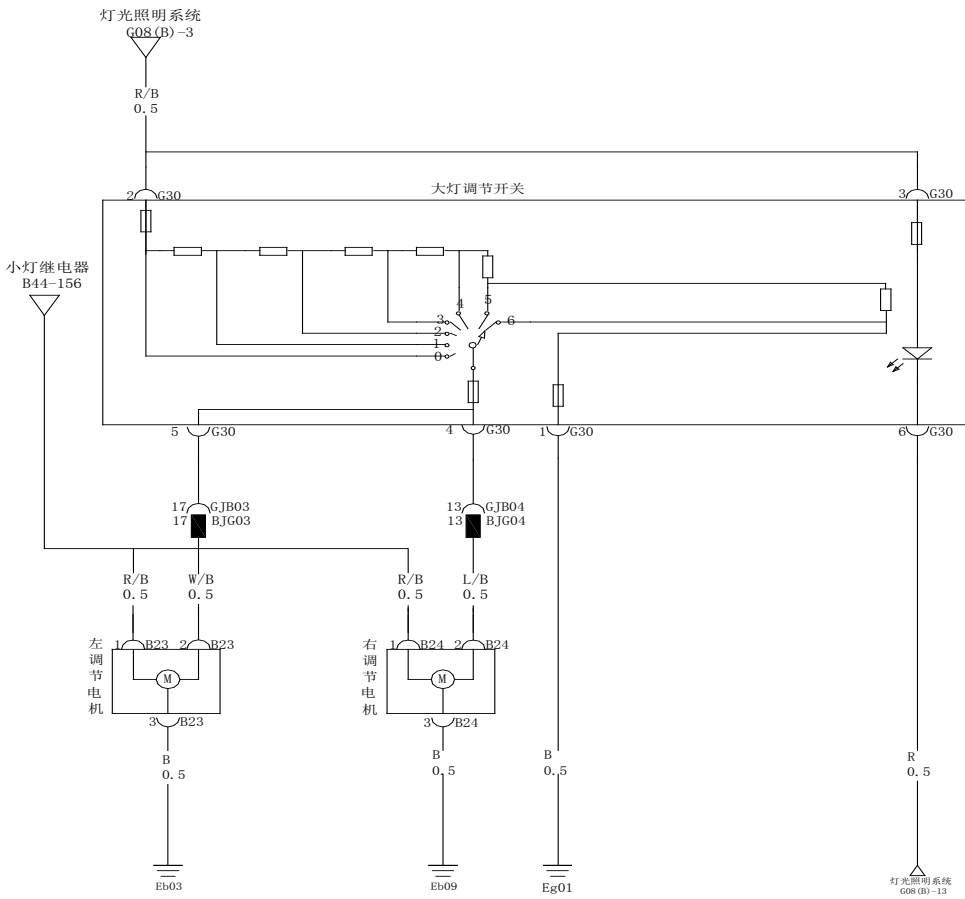 灯光照明系统
G08(B)-3
R/B
0.5
2 G30
大灯调节开关
3 G30
小灯继电器
B44-156
4
5
3
6
2
1
0
5 G30
4 G30
1 G30
6 G30
17 GJB03
17 BJG03
13 GJB04
13 BJG04
R/B
0.5
W/B
0.5
R/B
0.5
L/B
0.5
左调节电机
1 B23
2 B23
M
3 B23
右调节电机
1 B24
2 B24
M
3 B24
B
0.5
B
0.5
B
0.5
R
0.5
Eb03
Eb09
Eg01
灯光照明系统
G08(B)-13